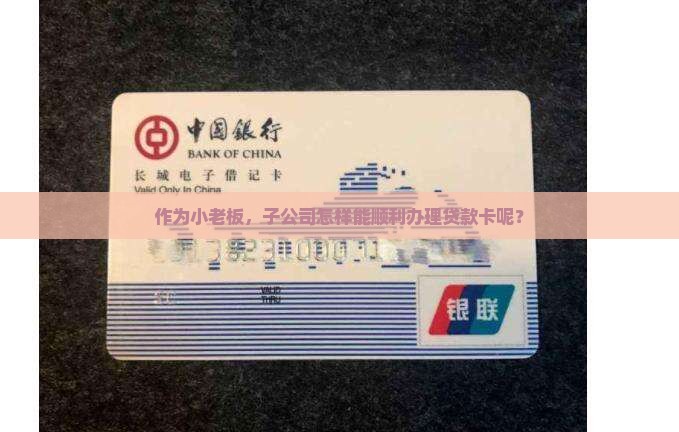 中国銀行
BANK OF CHINA
长城电子借记卡
Valid Only In China
作为小老板，子公司怎样能顺利办理贷款卡呢？
VALID
THRU
银联